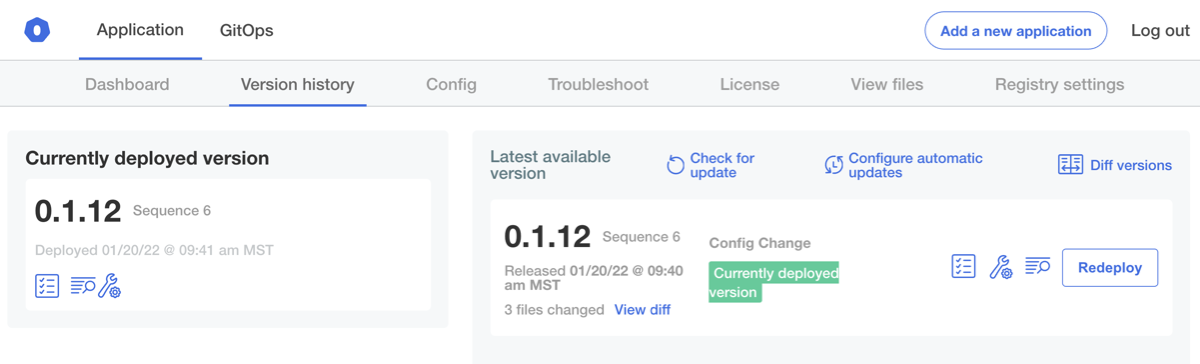 Application GitOps Add a new application Log out
Dashboard Version history Config Troubleshoot License View files Registry settings
Currently deployed version
0.1.12 Sequence 6
Deployed 01/20/22 @ 09:41 am MST
Latest available
version
Check for
update
Configure automatic
updates
Diff versions
0.1.12 Sequence 6
Released 01/20/22 @ 09:40
am MST
3 files changed View diff
Config Change
Currently deployed
version
Redeploy